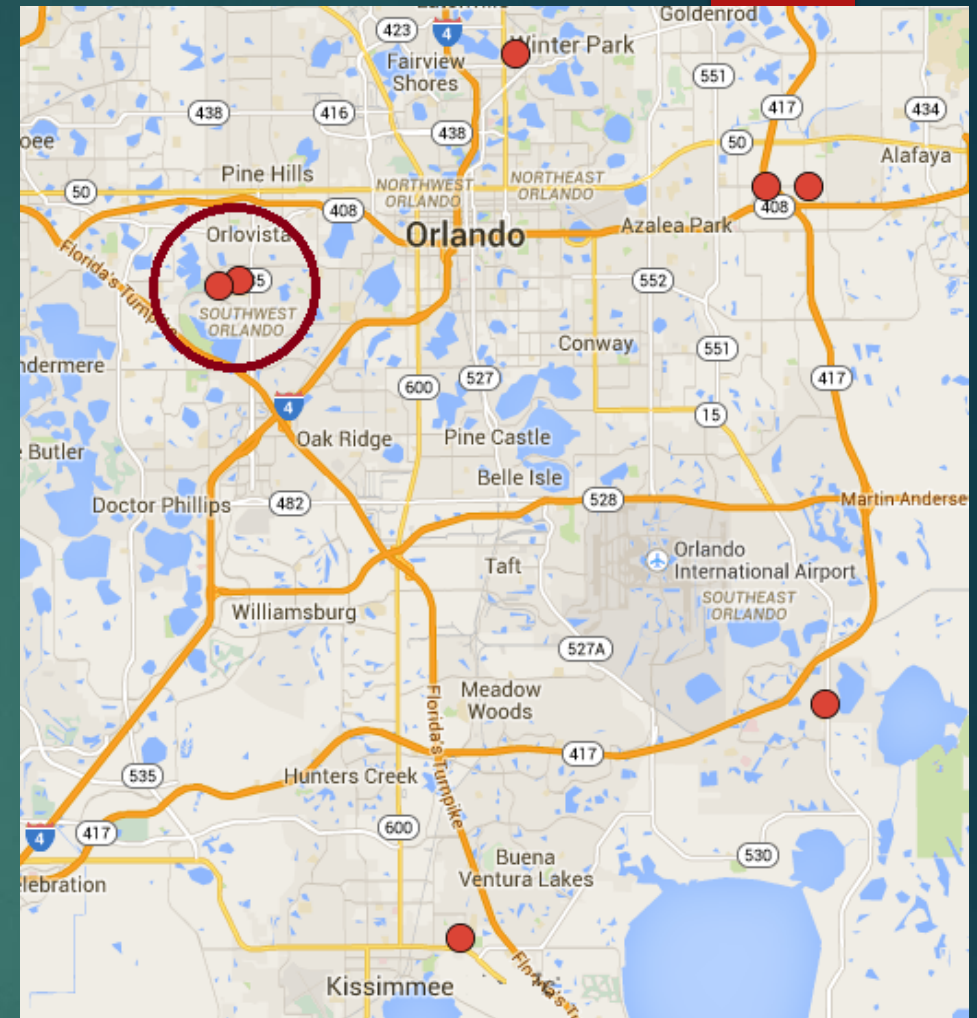 Goldenrod
423
4
Winter Park
Fairview
Shores
551
417
434
438
416
438
50
Alafaya
Pine Hills
50
NORTHWEST
ORLANDO
NORTHEAST
ORLANDO
408
408
Orlovista
Orlando
Azalea Park
Florida's Turnpike
35
552
SOUTHWEST
ORLANDO
Conway
551
ndermere
417
600
527
4
15
Oak Ridge
Pine Castle
e Butler
Belle Isle
Doctor Phillips
482
528
Martin Anderse
Orlando
International Airport
Taft
SOUTHEAST
ORLANDO
Williamsburg
527A
Meadow
Woods
Florida's Turnpike
417
535
Hunters Creek
4
417
600
530
Buena
Ventura Lakes
elebration
Kissimmee
Florida's T